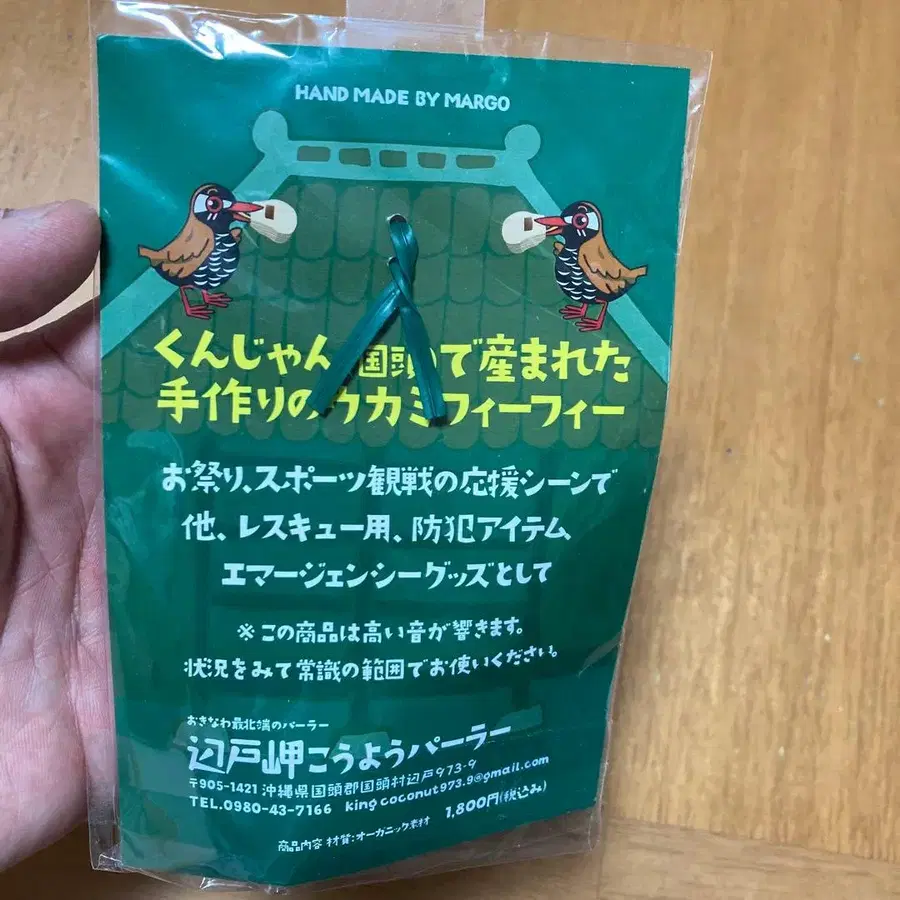 HAND MADE BY MARGO
くんじゃん 国頭で産まれた
手作りのウカミフィーフィー
お祭り、スポーツ観戦の応援シーンで
他、レスキュー用、防犯アイテム
エマージェンシーグッズとして
※この商品は高い音が響きます。
状況をみて常識の範囲でお使いください。
おきなわ最北端のパーラー
辺戸岬こうようパーラー
〒905-1421 沖縄県国頭郡国頭村辺戸973-9
TEL.0980-43-7166 kingcoconut973.9@gmail.com
1,800円(税込み)
商品内容 材質:オーガニック素材